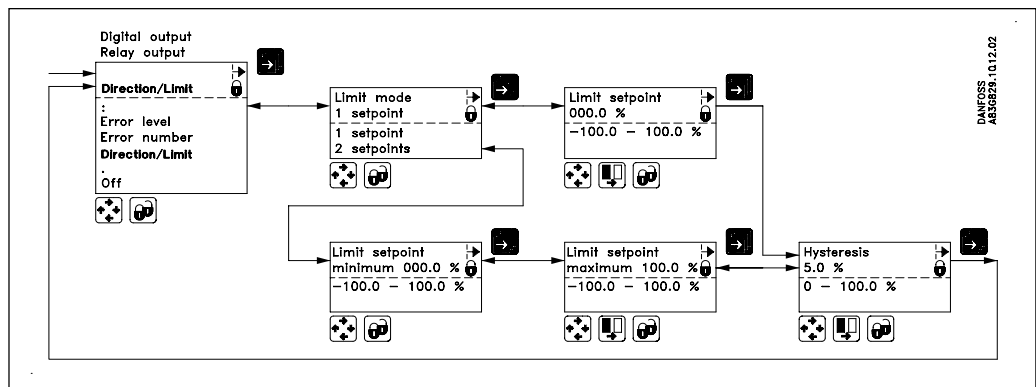 Digital output
Relay output
Direction/Limit
:
Error level
Error number
Direction/Limit
.
Off
Limit mode
1 setpoint
1 setpoint
2 setpoints
Limit setpoint
000.0 %
-100.0 - 100.0 %
DANFOSS
A83G829.10.12.02
Limit setpoint
minimum 000.0 %
-100.0 - 100.0 %
Limit setpoint
maximum 100.0 %
-100.0 - 100.0 %
Hysteresis
5.0 %
0 - 100.0 %